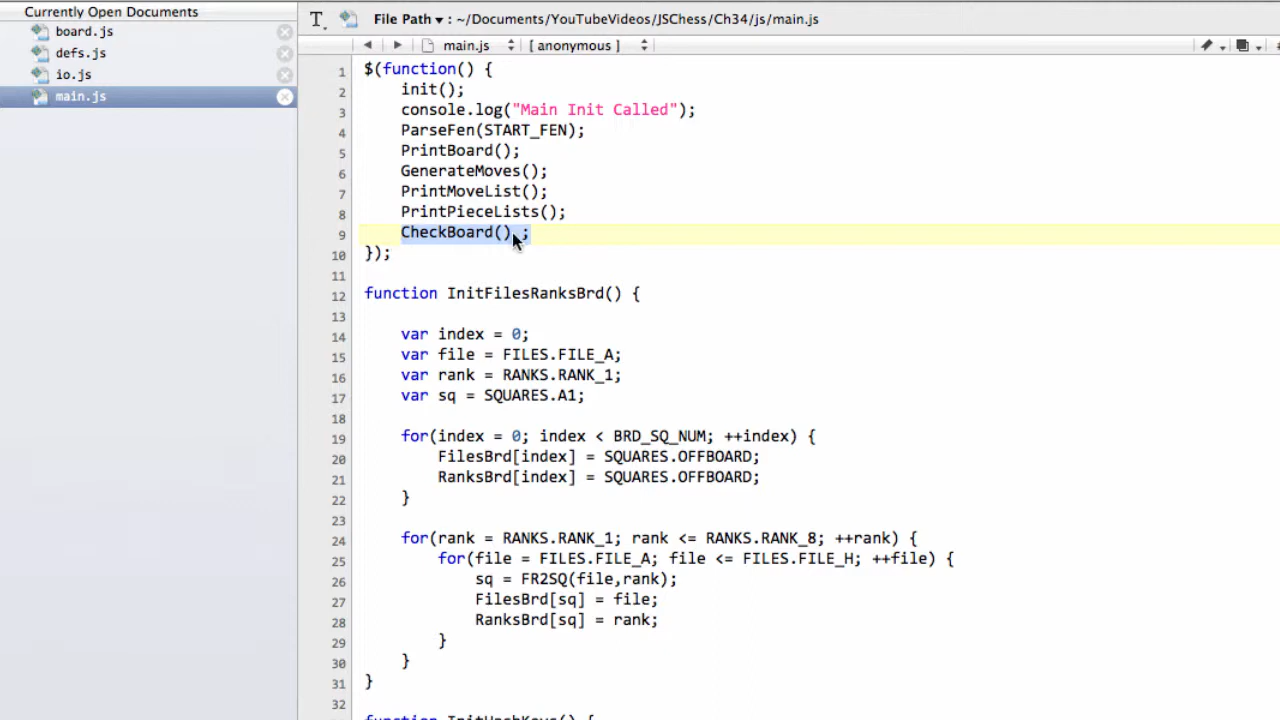 Currently Open Documents
board.js
defs.js
io.js
main.js
T File Path ▾ : ~/Documents/YouTubeVideos/JSChess/Ch34/js/main.js
main.js [ anonymous ]
1 $(function() {
2 init();
3 console.log("Main Init Called");
4 ParseFen(START_FEN);
5 PrintBoard();
6 GenerateMoves();
7 PrintMoveList();
8 PrintPieceLists();
9 CheckBoard() ;
10 });
11
12 function InitFilesRanksBrd() {
13
14 var index = 0;
15 var file = FILES.FILE_A;
16 var rank = RANKS.RANK_1;
17 var sq = SQUARES.A1;
18
19 for(index = 0; index < BRD_SQ_NUM; ++index) {
20 FilesBrd[index] = SQUARES.OFFBOARD;
21 RanksBrd[index] = SQUARES.OFFBOARD;
22 }
23
24 for(rank = RANKS.RANK_1; rank <= RANKS.RANK_8; ++rank) {
25 for(file = FILES.FILE_A; file <= FILES.FILE_H; ++file) {
26 sq = FR2SQ(file,rank);
27 FilesBrd[sq] = file;
28 RanksBrd[sq] = rank;
29 }
30 }
31 }
32
function InitHashKeys() {